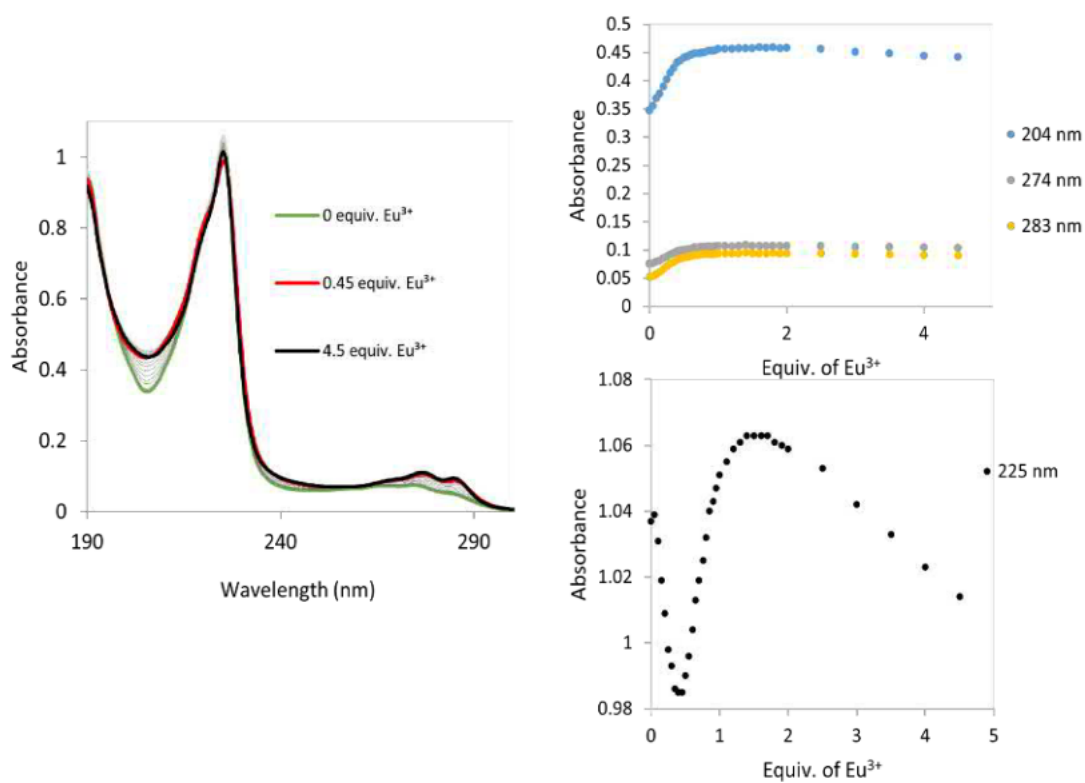 Absorbance
1
0.8
0.6
0.4
0.2
0
190
240
290
Wavelength (nm)
0 equiv. Eu³⁺
0.45 equiv. Eu³⁺
4.5 equiv. Eu³⁺
Absorbance
0.5
0.45
0.4
0.35
0.3
0.25
0.2
0.15
0.1
0.05
0
0
2
4
Equiv. of Eu³⁺
204 nm
274 nm
283 nm
Absorbance
1.08
1.06
1.04
1.02
1
0.98
0
1
2
3
4
5
Equiv. of Eu³⁺
225 nm